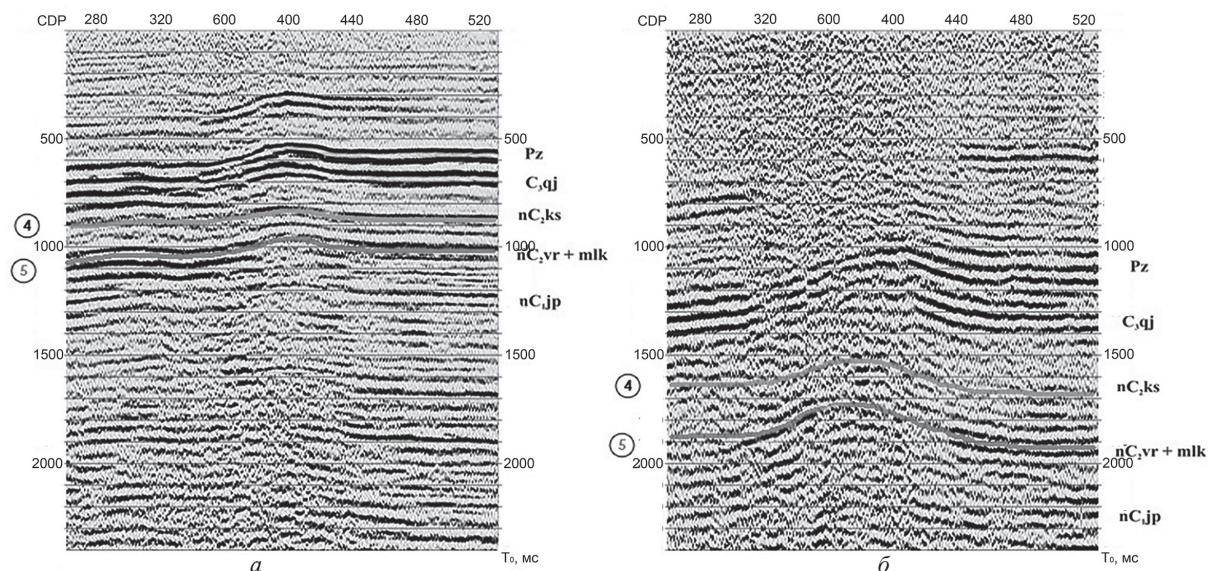 CDP 280 320 600 400 440 480 520
CDP 280 320 600 400 440 480 520
500 500 500
Pz
C₃qj
4 nC₂ks
1000 1000 1000 1000
5 nC₂vr + mlk
Pz
nC₁jp
C₃qj
1500 1500 1500 1500
4 nC₂ks
5 nC₂vr + mlk
2000 2000 2000 2000
nC₁jp
T₀, мс T₀, мс
а б